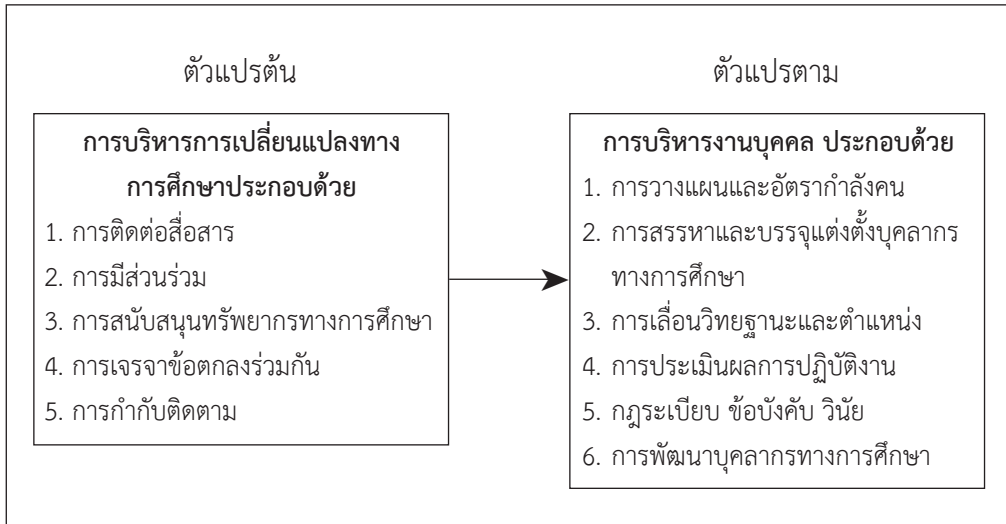 ตัวแปรต้น
การบริหารการเปลี่ยนแปลงทาง
การศึกษาประกอบด้วย
1. การติดต่อสื่อสาร
2. การมีส่วนร่วม
3. การสนับสนุนทรัพยากรทางการศึกษา
4. การเจรจาข้อตกลงร่วมกัน
5. การกำกับติดตาม
ตัวแปรตาม
การบริหารงานบุคคล ประกอบด้วย
1. การวางแผนและอัตรากำลังคน
2. การสรรหาและบรรจุแต่งตั้งบุคลากร
ทางการศึกษา
3. การเลื่อนวิทยฐานะและตำแหน่ง
4. การประเมินผลการปฏิบัติงาน
5. กฎระเบียบ ข้อบังคับ วินัย
6. การพัฒนาบุคลากรทางการศึกษา